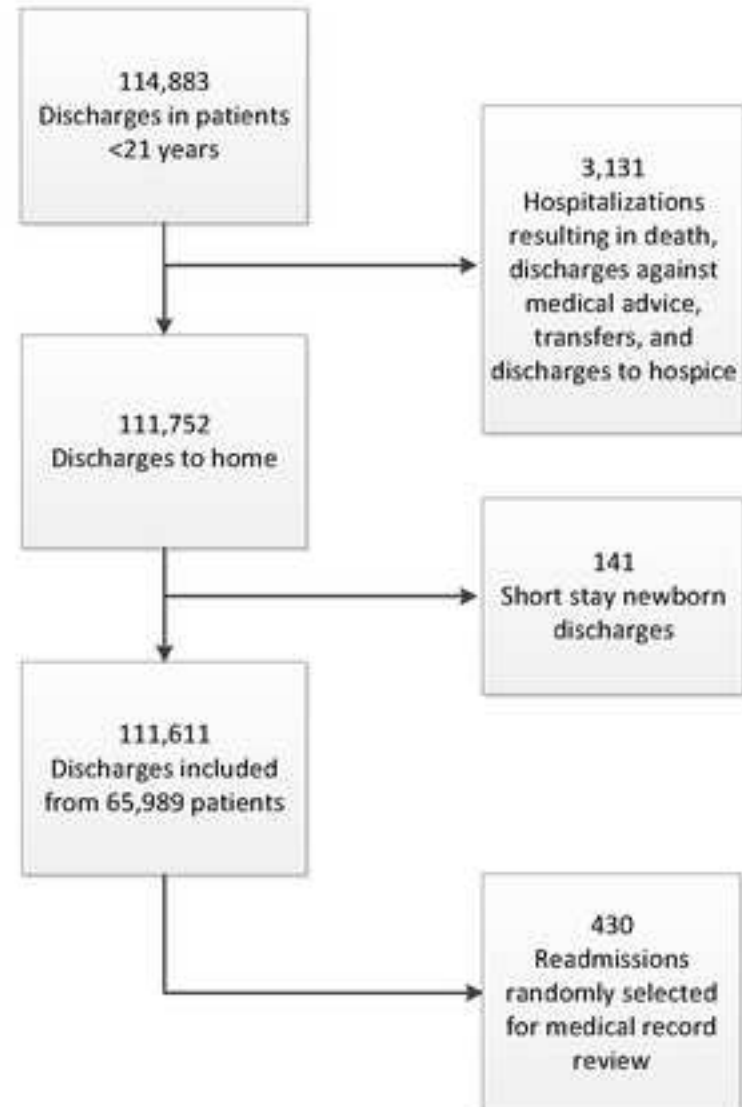 114,883
Discharges in patients
<21 years
3,131
Hospitalizations
resulting in death,
discharges against
medical advice,
transfers, and
discharges to hospice
111,752
Discharges to home
141
Short stay newborn
discharges
111,611
Discharges included
from 65,989 patients
430
Readmissions
randomly selected
for medical record
review